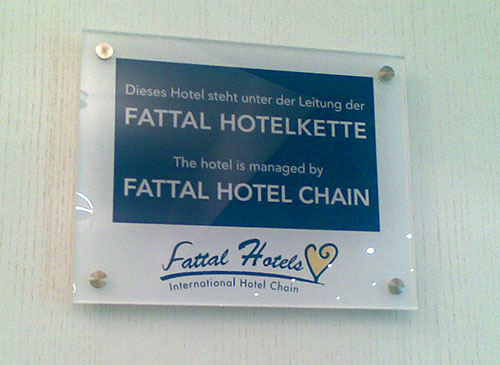 Dieses Hotel steht unter der Leitung der
FATTAL HOTELKETTE
The hotel is managed by
FATTAL HOTEL CHAIN
Fattal Hotels
International Hotel Chain